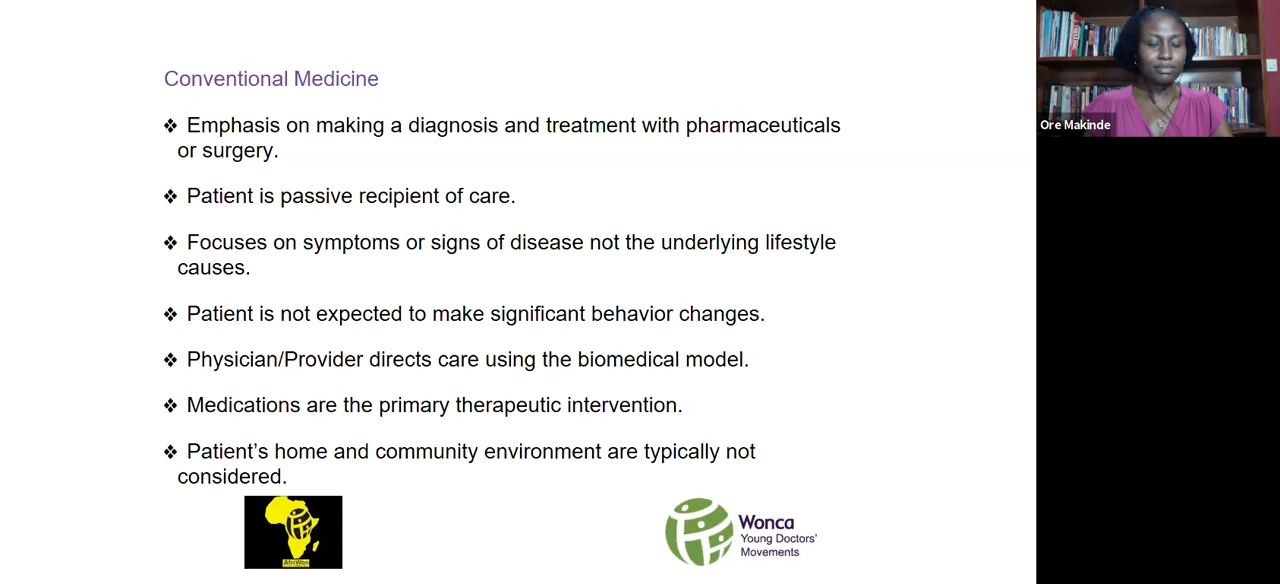 Conventional Medicine
❖ Emphasis on making a diagnosis and treatment with pharmaceuticals
or surgery.
❖ Patient is passive recipient of care.
❖ Focuses on symptoms or signs of disease not the underlying lifestyle
causes.
❖ Patient is not expected to make significant behavior changes.
❖ Physician/Provider directs care using the biomedical model.
❖ Medications are the primary therapeutic intervention.
❖ Patient’s home and community environment are typically not
considered.
AfriWon
Wonca
Young Doctors’
Movements
Ore Makinde